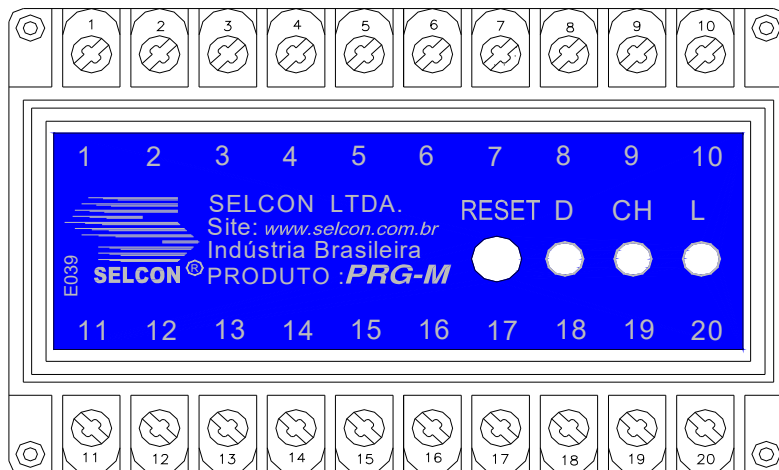 1 2 3 4 5 6 7 8 9 10
1 2 3 4 5 6 7 8 9 10
SELCON LTDA.
Site: www.selcon.com.br
Indústria Brasileira
PRODUTO :PRG-M
E039
SELCON ®
RESET D CH L
11 12 13 14 15 16 17 18 19 20
11 12 13 14 15 16 17 18 19 20